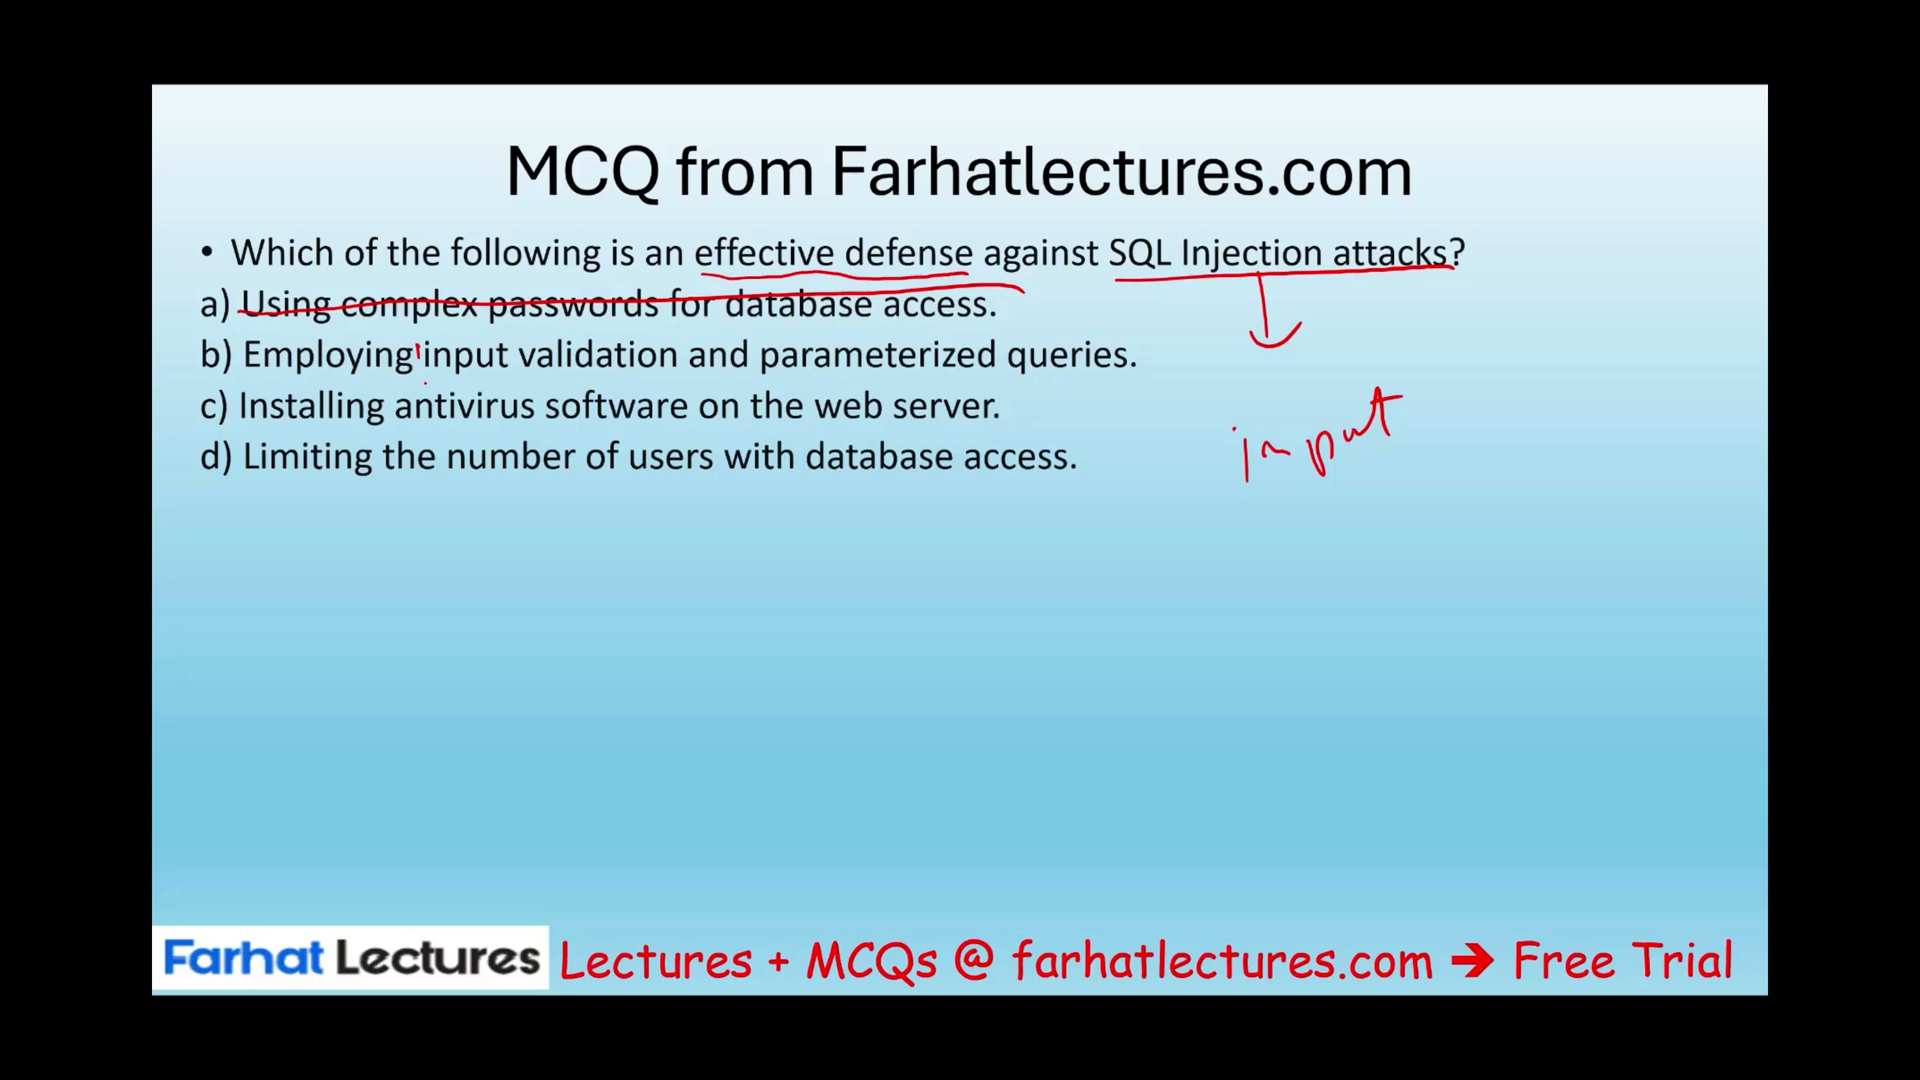 MCQ from Farhatlectures.com
• Which of the following is an effective defense against SQL Injection attacks?
a) Using complex passwords for database access.
b) Employing input validation and parameterized queries.
c) Installing antivirus software on the web server.
d) Limiting the number of users with database access.
input
Farhat Lectures
Lectures + MCQs @ farhatlectures.com → Free Trial